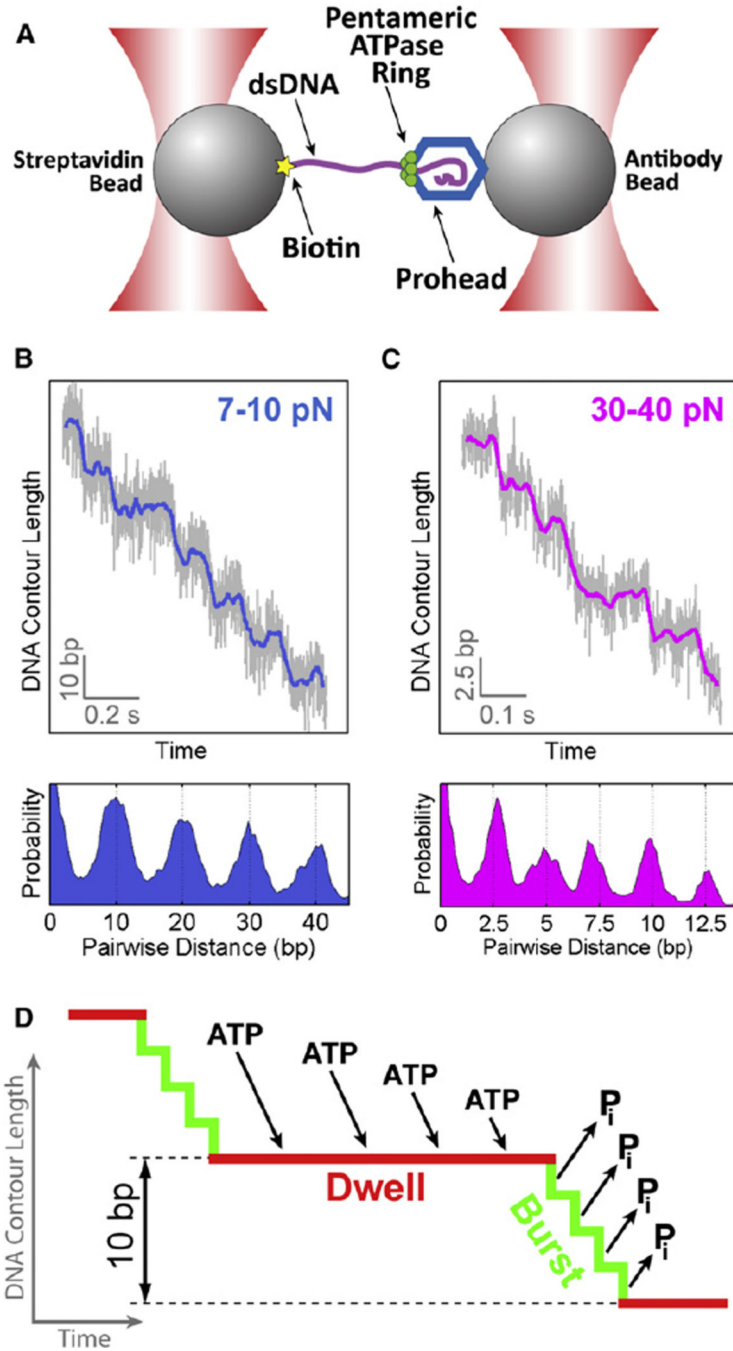 A
Pentameric
ATPase
Ring
dsDNA
Streptavidin
Bead
Antibody
Bead
Biotin
Prohead
B
7-10 pN
DNA Contour Length
10 bp
0.2 s
Time
Probability
0 10 20 30 40
Pairwise Distance (bp)
C
30-40 pN
DNA Contour Length
2.5 bp
0.1 s
Time
Probability
0 2.5 5 7.5 10 12.5
Pairwise Distance (bp)
D
DNA Contour Length
Time
ATP
ATP
ATP
ATP
Pi
Pi
Pi
Pi
Dwell
Burst
10 bp